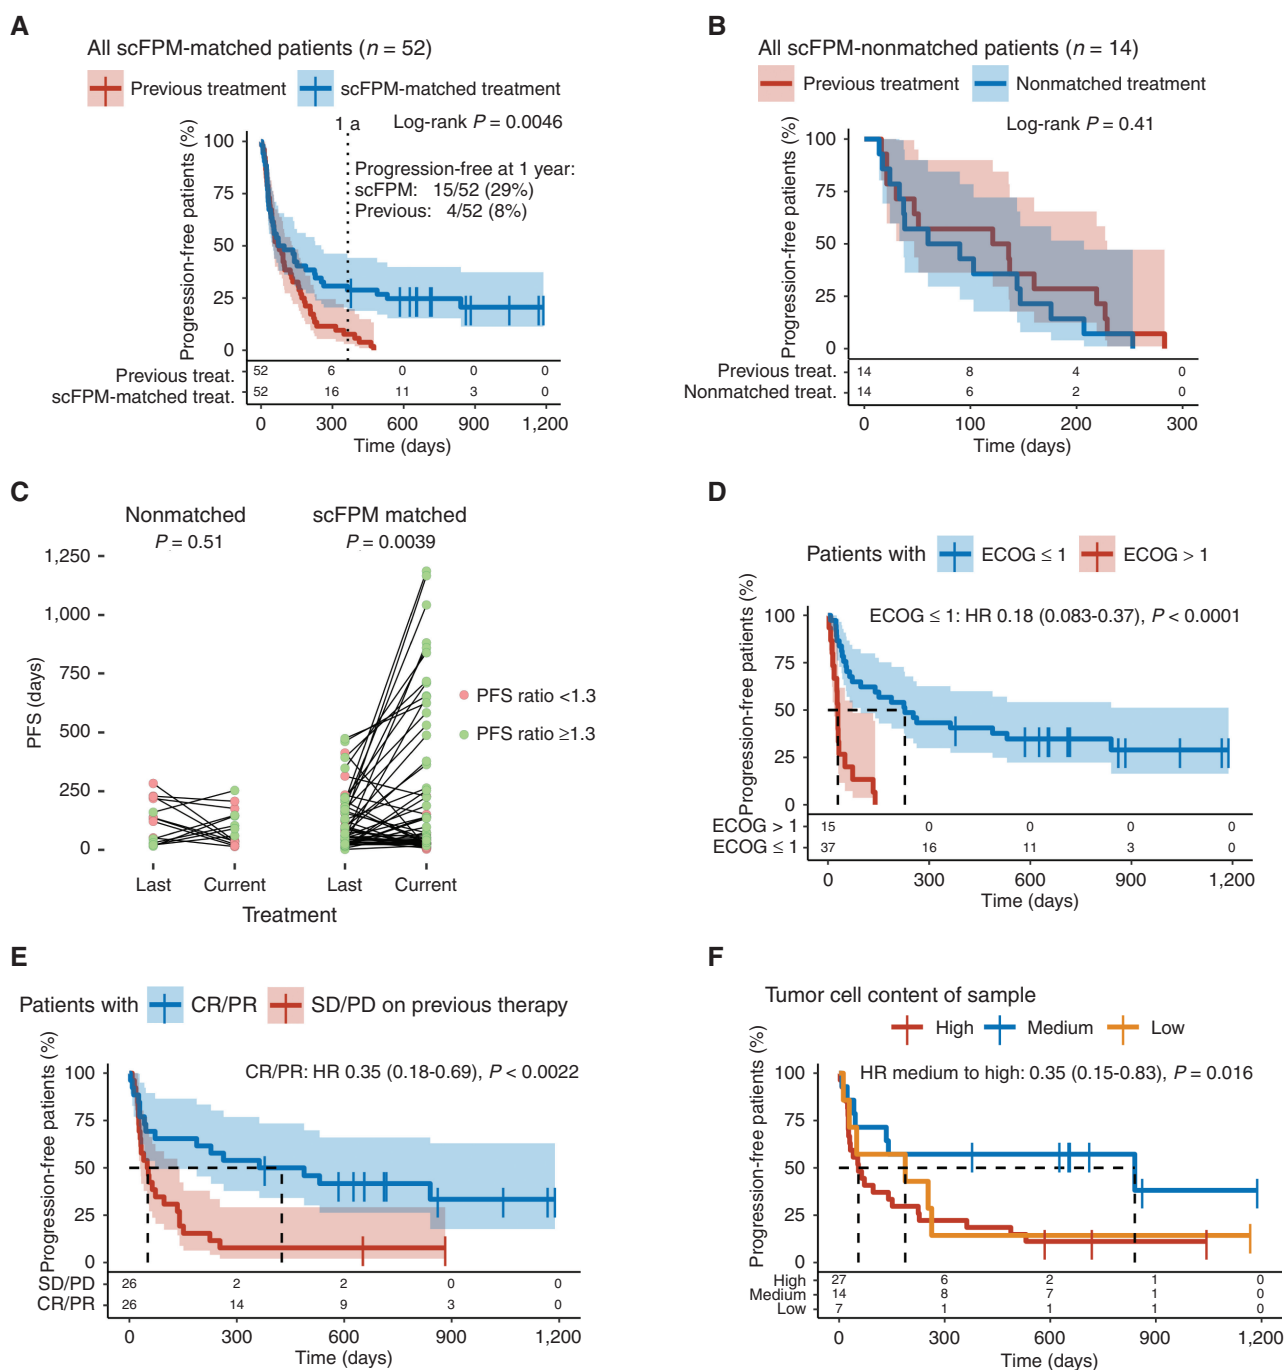 A
All scFPM-matched patients (n = 52)
Previous treatment scFPM-matched treatment
1 a
Log-rank P = 0.0046
Progression-free at 1 year:
scFPM: 15/52 (29%)
Previous: 4/52 (8%)
Progression-free patients (%)
100
75
50
25
0
Previous treat. 52 6 0 0 0
scFPM-matched treat. 52 16 11 3 0
0 300 600 900 1,200
Time (days)
B
All scFPM-nonmatched patients (n = 14)
Previous treatment Nonmatched treatment
Log-rank P = 0.41
Progression-free patients (%)
100
75
50
25
0
Previous treat. 14 8 4 0
Nonmatched treat. 14 6 2 0
0 100 200 300
Time (days)
C
Nonmatched scFPM matched
P = 0.51 P = 0.0039
PFS (days)
1,250
1,000
750
500
250
0
PFS ratio <1.3
PFS ratio ≥1.3
Last Current Last Current
Treatment
D
Patients with ECOG ≤ 1 ECOG > 1
ECOG ≤ 1: HR 0.18 (0.083-0.37), P < 0.0001
Progression-free patients (%)
100
75
50
25
0
ECOG > 1 15 0 0 0 0
ECOG ≤ 1 37 16 11 3 0
0 300 600 900 1,200
Time (days)
E
Patients with CR/PR SD/PD on previous therapy
CR/PR: HR 0.35 (0.18-0.69), P < 0.0022
Progression-free patients (%)
100
75
50
25
0
SD/PD 26 2 2 0 0
CR/PR 26 14 9 3 0
0 300 600 900 1,200
Time (days)
F
Tumor cell content of sample
High Medium Low
HR medium to high: 0.35 (0.15-0.83), P = 0.016
Progression-free patients (%)
100
75
50
25
0
High 27 6 2 1 0
Medium 14 8 7 1 0
Low 7 1 1 1 0
0 300 600 900 1,200
Time (days)